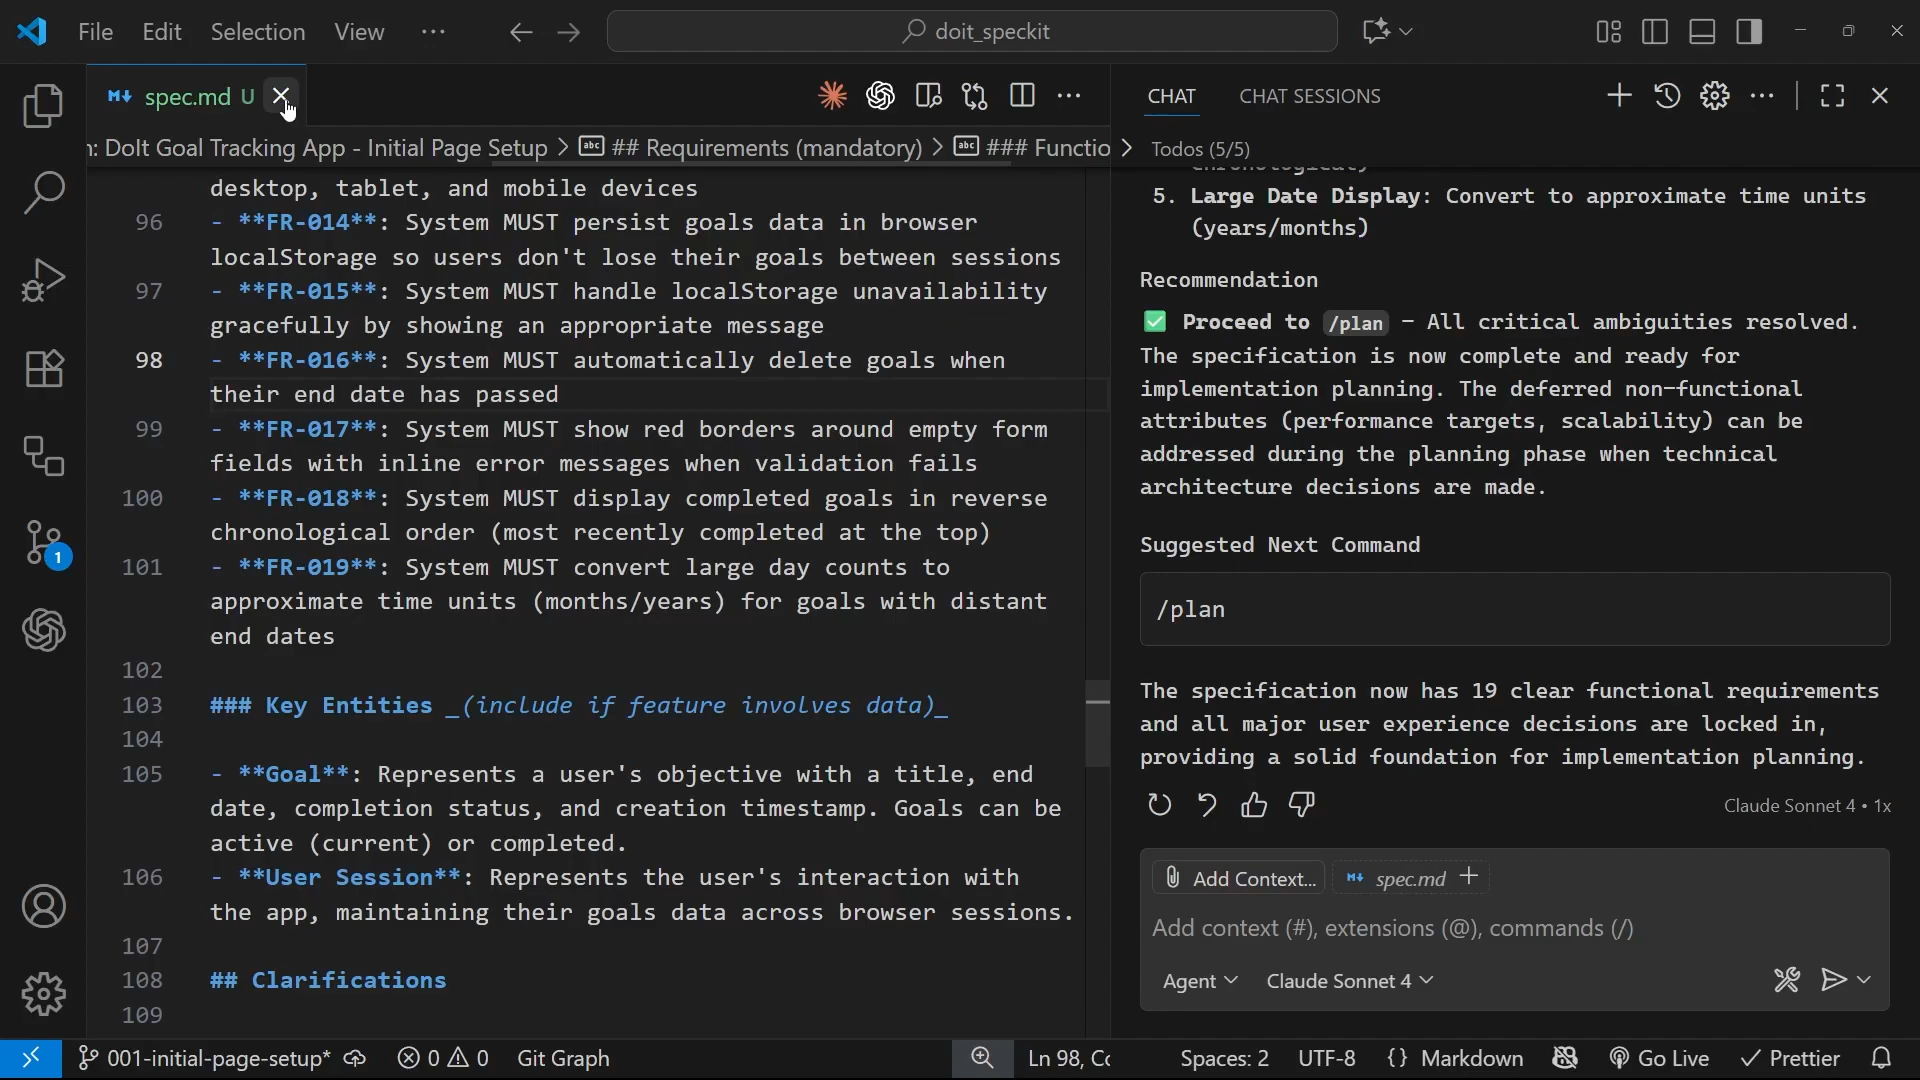 File Edit Selection View ··· doit_speckit
spec.md U
CHAT CHAT SESSIONS
: DoIt Goal Tracking App - Initial Page Setup > ## Requirements (mandatory) > ### Functio
Todos (5/5)
desktop, tablet, and mobile devices
96 - **FR-014**: System MUST persist goals data in browser
localStorage so users don't lose their goals between sessions
97 - **FR-015**: System MUST handle localStorage unavailability
gracefully by showing an appropriate message
98 - **FR-016**: System MUST automatically delete goals when
their end date has passed
99 - **FR-017**: System MUST show red borders around empty form
fields with inline error messages when validation fails
100 - **FR-018**: System MUST display completed goals in reverse
chronological order (most recently completed at the top)
101 - **FR-019**: System MUST convert large day counts to
approximate time units (months/years) for goals with distant
end dates
102
103 ### Key Entities _(include if feature involves data)_
104
105 - **Goal**: Represents a user's objective with a title, end
date, completion status, and creation timestamp. Goals can be
active (current) or completed.
106 - **User Session**: Represents the user's interaction with
the app, maintaining their goals data across browser sessions.
107
108 ## Clarifications
109
5. Large Date Display: Convert to approximate time units
(years/months)
Recommendation
✅ Proceed to /plan – All critical ambiguities resolved.
The specification is now complete and ready for
implementation planning. The deferred non-functional
attributes (performance targets, scalability) can be
addressed during the planning phase when technical
architecture decisions are made.
Suggested Next Command
/plan
The specification now has 19 clear functional requirements
and all major user experience decisions are locked in,
providing a solid foundation for implementation planning.
Claude Sonnet 4 • 1x
Add Context... spec.md +
Add context (#), extensions (@), commands (/)
Agent Claude Sonnet 4
1
001-initial-page-setup* 0 0 Git Graph Ln 98, Spaces: 2 UTF-8 {} Markdown Go Live Prettier